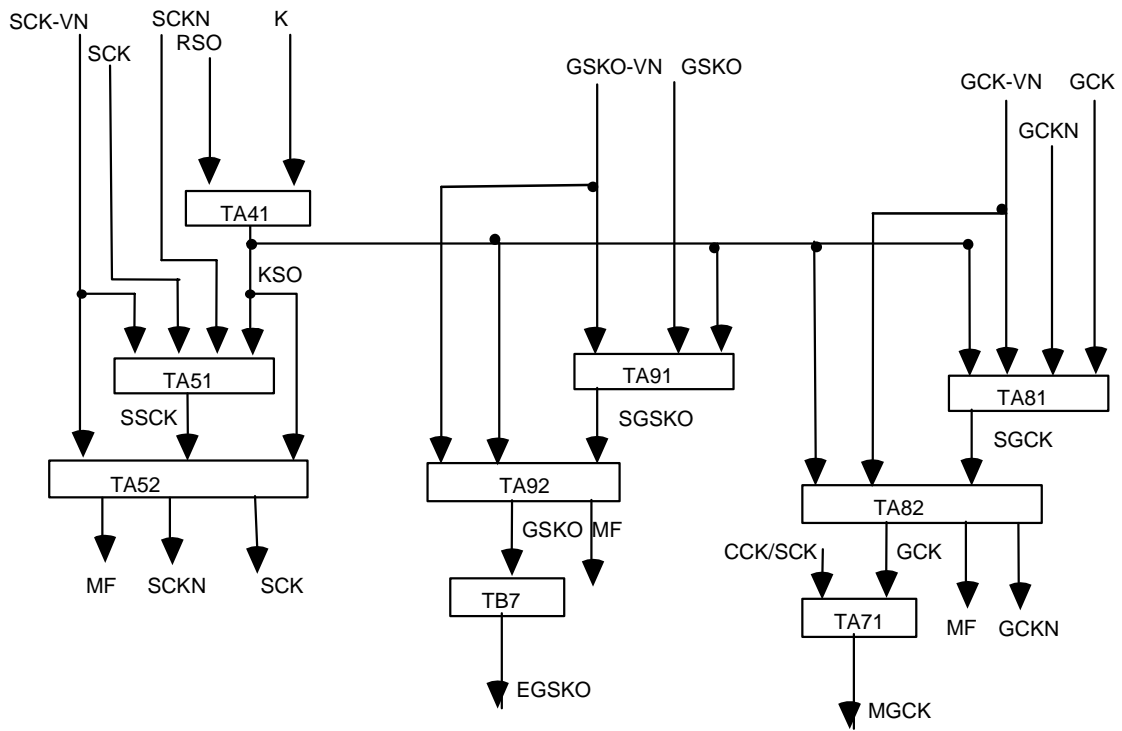 SCK-VN
SCKN
K
RSO
SCK
GSKO-VN
GSKO
GCK-VN
GCK
GCKN
TA41
KSO
TA51
TA91
TA81
SSCK
SGSKO
SGCK
TA52
TA92
TA82
GSKO
MF
CCK/SCK
GCK
MF
SCKN
SCK
TB7
TA71
MF
GCKN
EGSKO
MGCK